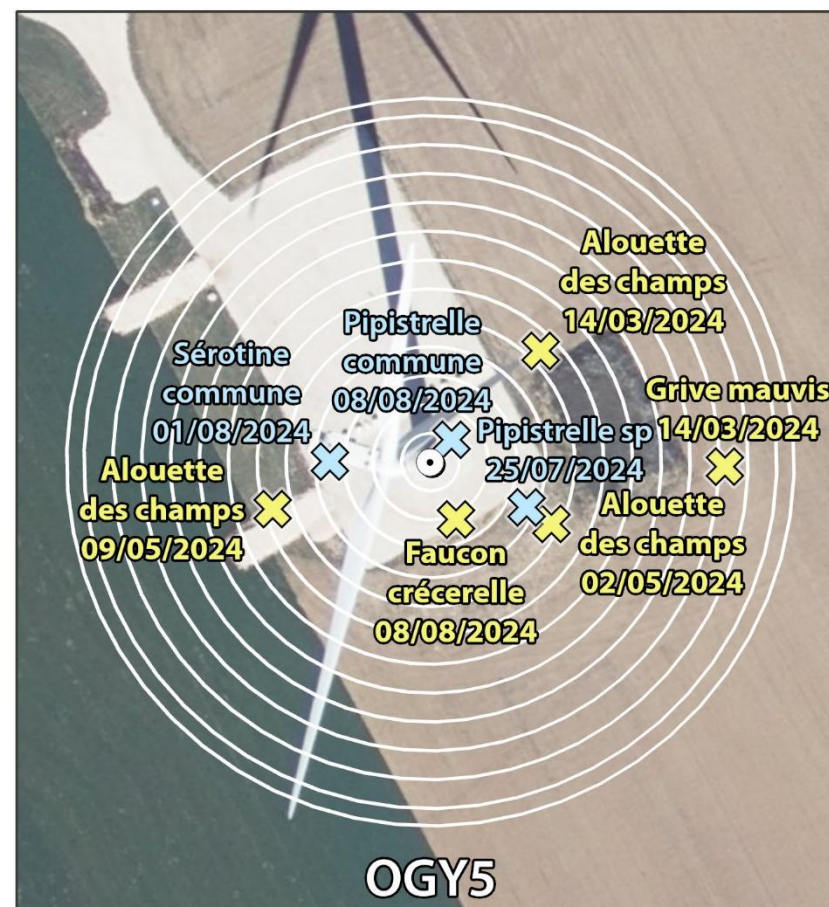 Alouette
des champs
14/03/2024
Pipistrelle
commune
08/08/2024
Sérotine
commune
01/08/2024
Grive mauvis
14/03/2024
Pipistrelle sp
25/07/2024
Alouette
des champs
09/05/2024
Alouette
des champs
02/05/2024
Faucon
crécerelle
08/08/2024
OGY5